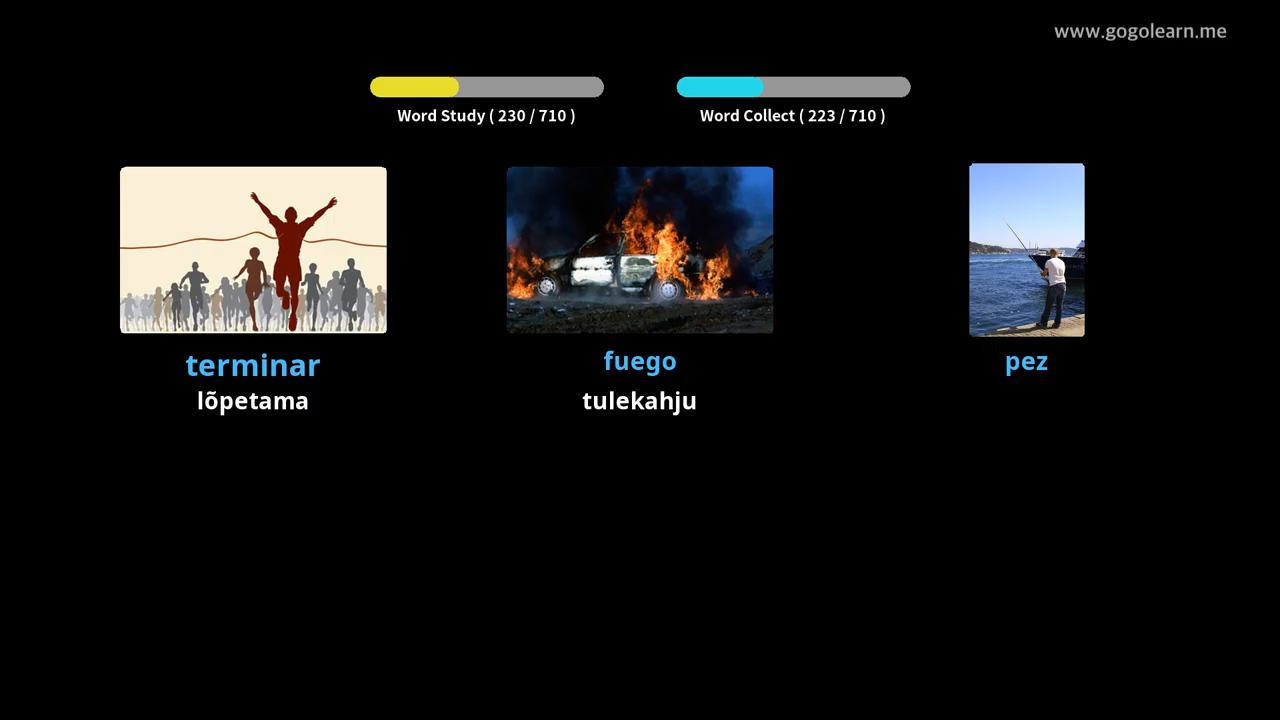 www.gogolearn.me
Word Study ( 230 / 710 )
Word Collect ( 223 / 710 )
terminar
lõpetama
fuego
tulekahju
pez